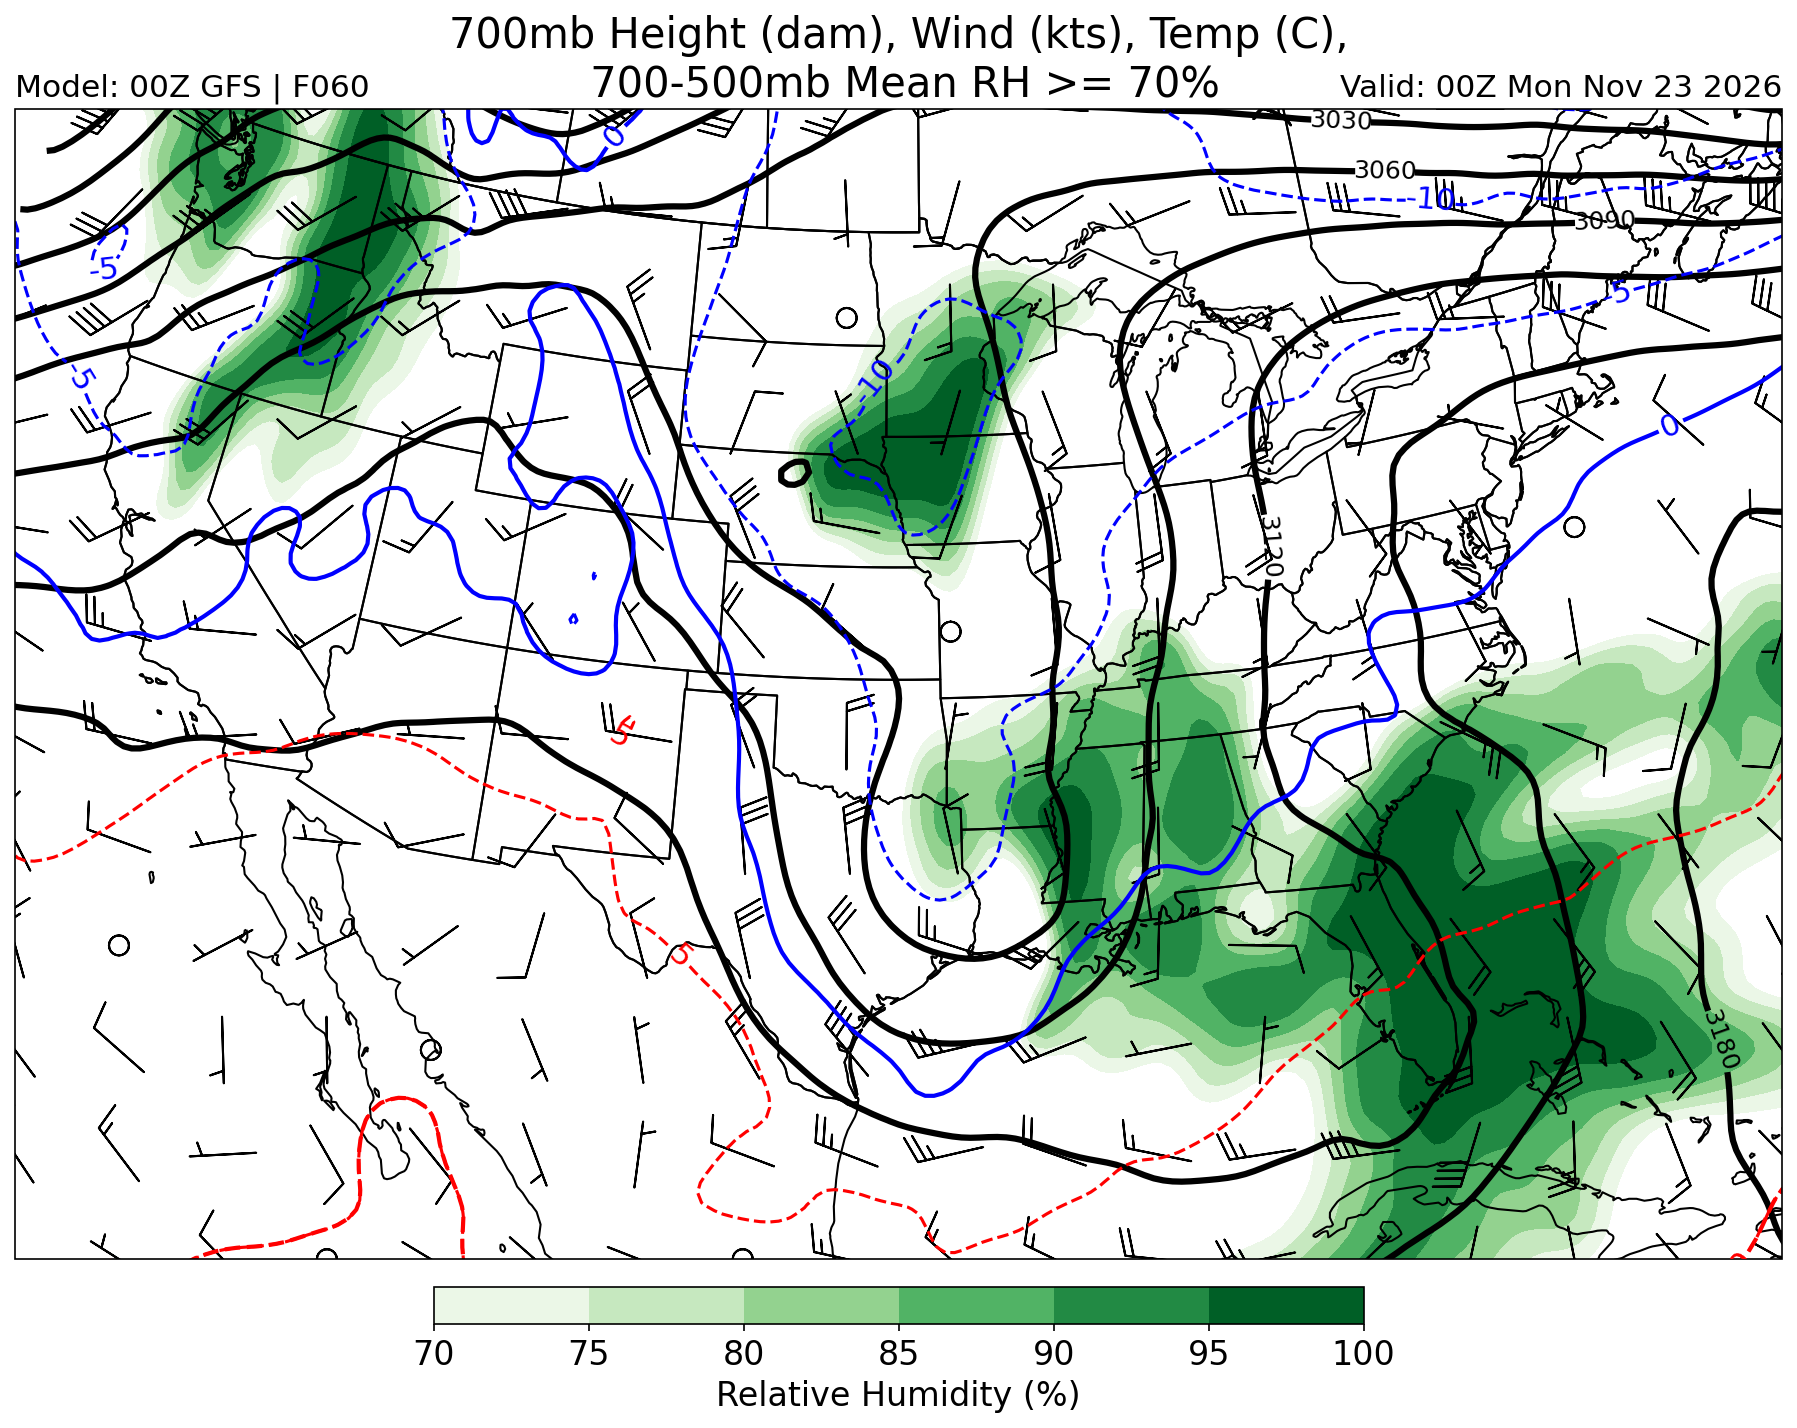 700mb Height (dam), Wind (kts), Temp (C),
700-500mb Mean RH >= 70%
Model: 00Z GFS | F060
Valid: 00Z Mon Nov 23 2026
3030
0
3060
-10
3090
-5
-5
-5
-10
0
3120
5
5
3180
70 75 80 85 90 95 100
Relative Humidity (%)